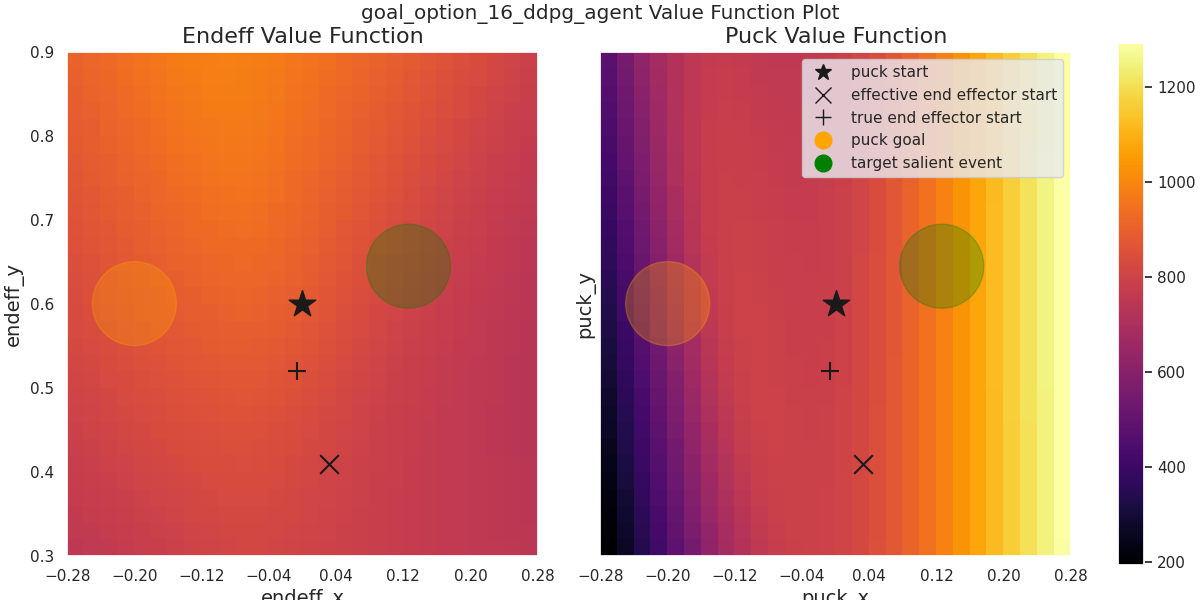 goal_option_16_ddpg_agent Value Function Plot
Endeff Value Function
Puck Value Function
endeff_y
0.9
0.8
0.7
0.6
0.5
0.4
0.3
−0.28 −0.20 −0.12 −0.04 0.04 0.12 0.20 0.28
endeff_x
puck_y
puck start
effective end effector start
true end effector start
puck goal
target salient event
−0.28 −0.20 −0.12 −0.04 0.04 0.12 0.20 0.28
puck_x
1200
1000
800
600
400
200